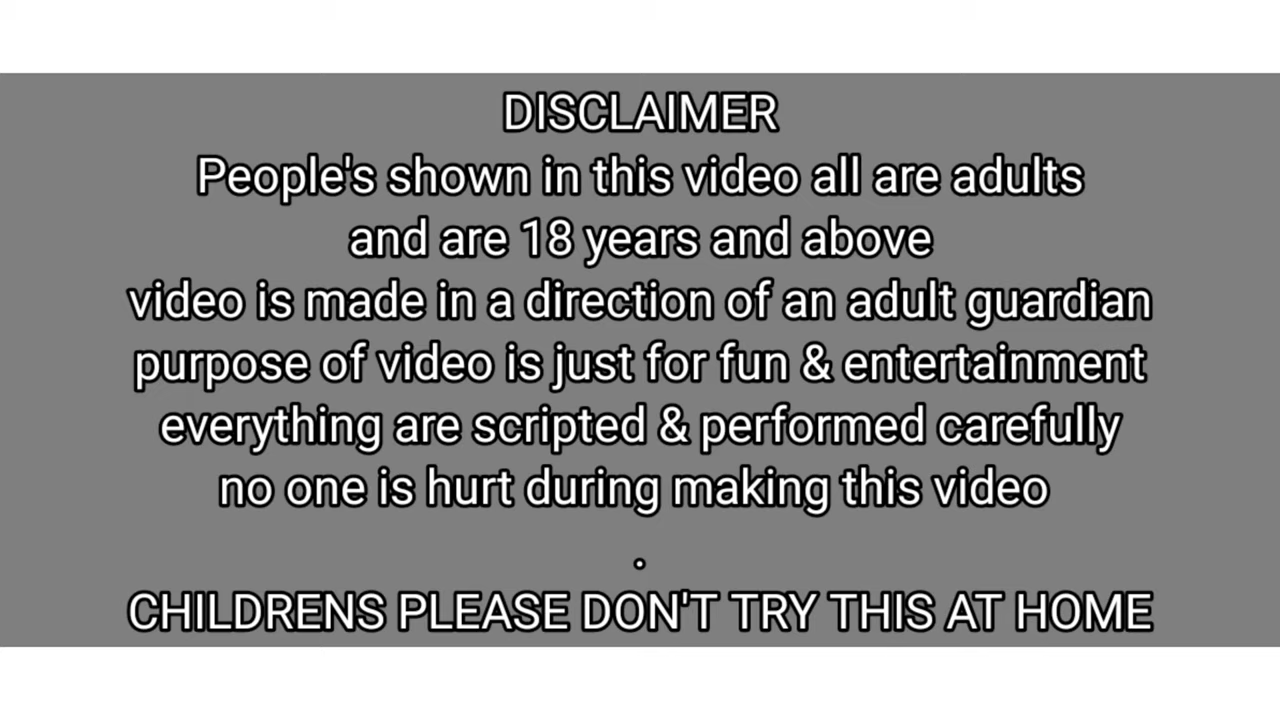 DISCLAIMER
People's shown in this video all are adults
and are 18 years and above
video is made in a direction of an adult guardian
purpose of video is just for fun & entertainment
everything are scripted & performed carefully
no one is hurt during making this video
.
CHILDRENS PLEASE DON'T TRY THIS AT HOME